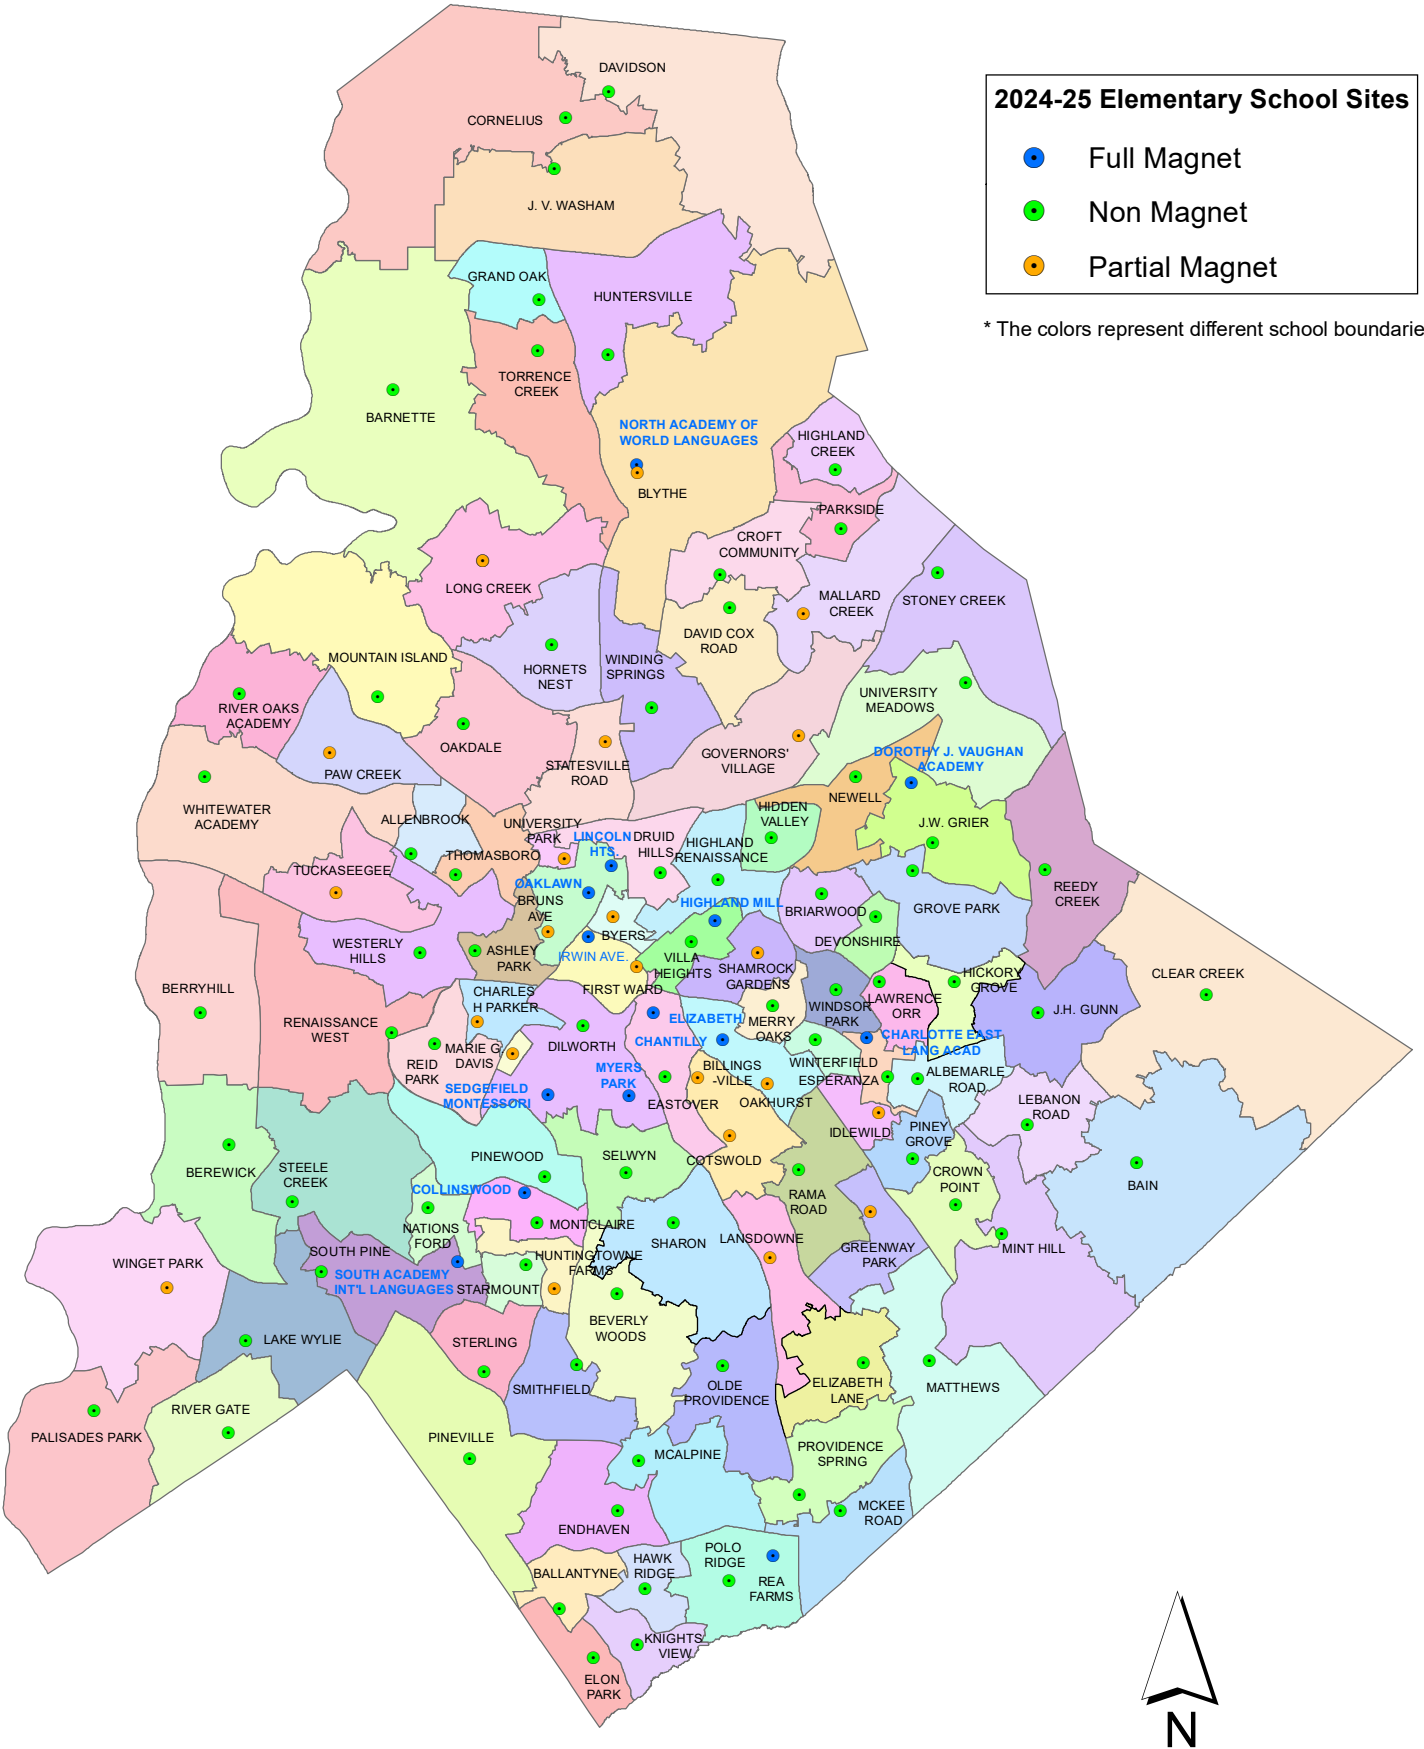 DAVIDSON
2024-25 Elementary School Sites
CORNELIUS
Full Magnet
J. V. WASHAM
Non Magnet
GRAND OAK
Partial Magnet
HUNTERSVILLE
* The colors represent different school boundarie
TORRENCE
CREEK
BARNETTE
NORTH ACADEMY OF
WORLD LANGUAGES
HIGHLAND
CREEK
BLYTHE
PARKSIDE
CROFT
COMMUNITY
LONG CREEK
MALLARD
CREEK
STONEY CREEK
DAVID COX
ROAD
MOUNTAIN ISLAND
HORNETS
NEST
WINDING
SPRINGS
RIVER OAKS
ACADEMY
UNIVERSITY
MEADOWS
OAKDALE
PAW CREEK
STATESVILLE
ROAD
GOVERNORS'
VILLAGE
DOROTHY J. VAUGHAN
ACADEMY
NEWELL
WHITEWATER
ACADEMY
ALLENBROOK
UNIVERSITY
PARK
LINCOLN
HTS.
DRUID
HILLS
HIDDEN
VALLEY
J.W. GRIER
HIGHLAND
RENAISSANCE
THOMASBORO
TUCKASEEGEE
OAKLAWN
REEDY
CREEK
BRUNS
AVE
HIGHLAND MILL
BRIARWOOD
GROVE PARK
BYERS
DEVONSHIRE
WESTERLY
HILLS
ASHLEY
PARK
IRWIN AVE.
VILLA
HEIGHTS
SHAMROCK
GARDENS
HICKORY
GROVE
CLEAR CREEK
BERRYHILL
FIRST WARD
CHARLES
H PARKER
WINDSOR
PARK
LAWRENCE
ORR
J.H. GUNN
RENAISSANCE
WEST
ELIZABETH
MERRY
OAKS
CHANTILLY
CHARLOTTE EAST
LANG ACAD
MARIE G.
DAVIS
DILWORTH
REID
PARK
MYERS
PARK
BILLINGS
-VILLE
WINTERFIELD
ESPERANZA
ALBEMARLE
ROAD
SEDGEFIELD
MONTESSORI
EASTOVER
OAKHURST
LEBANON
ROAD
IDLEWILD
PINEY
GROVE
PINEWOOD
SELWYN
COTSWOLD
BEREWICK
STEELE
CREEK
CROWN
POINT
BAIN
COLLINSWOOD
RAMA
ROAD
NATIONS
FORD
MONTCLAIRE
SHARON
LANSDOWNE
GREENWAY
PARK
MINT HILL
SOUTH PINE
HUNTINGTOWNE
FARMS
WINGET PARK
SOUTH ACADEMY
INT'L LANGUAGES
STARMOUNT
BEVERLY
WOODS
LAKE WYLIE
STERLING
SMITHFIELD
OLDE
PROVIDENCE
ELIZABETH
LANE
MATTHEWS
RIVER GATE
PALISADES PARK
PINEVILLE
MCALPINE
PROVIDENCE
SPRING
MCKEE
ROAD
ENDHAVEN
POLO
RIDGE
HAWK
RIDGE
BALLANTYNE
REA
FARMS
KNIGHTS
VIEW
ELON
PARK
N